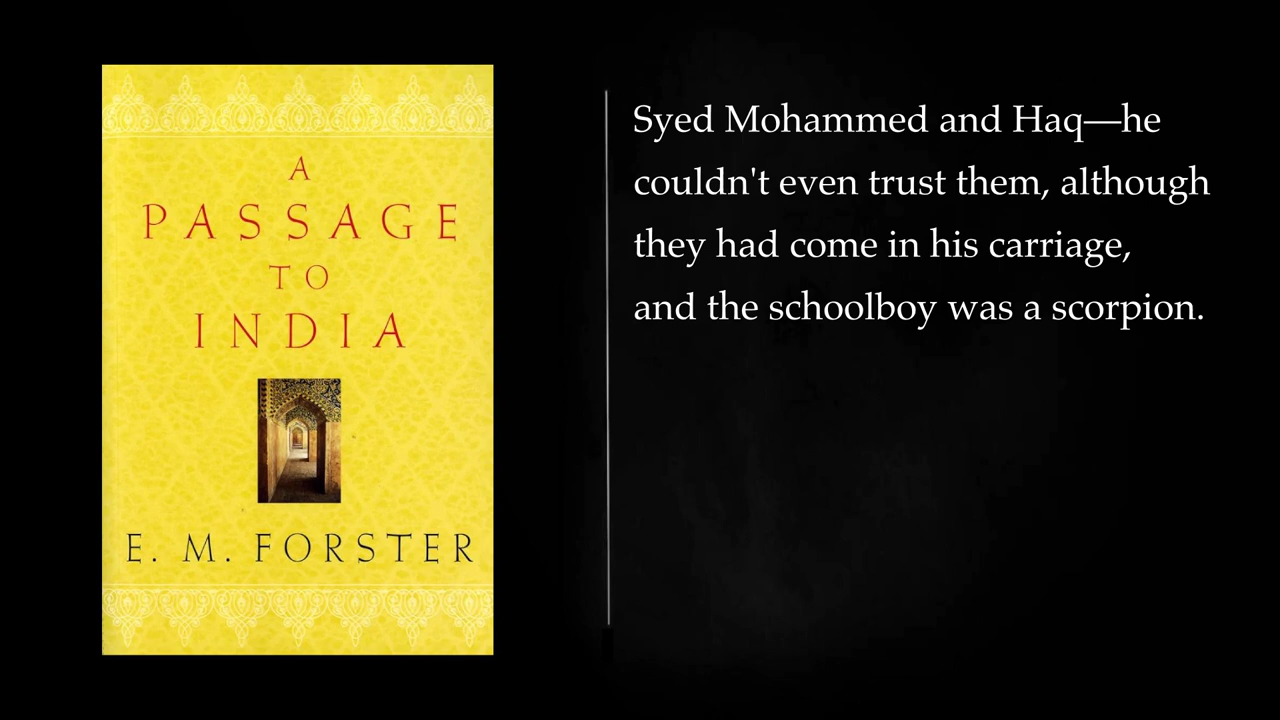 A
PASSAGE
TO
INDIA
E. M. FORSTER
Syed Mohammed and Haq—he
couldn't even trust them, although
they had come in his carriage,
and the schoolboy was a scorpion.